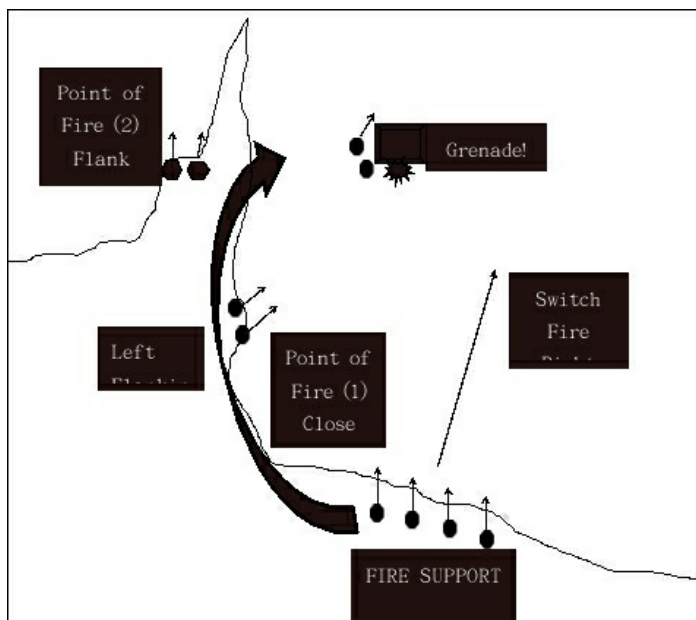 Point of
Fire (2)
Flank
Grenade!
Switch
Fire
Left
Point of
Fire (1)
Close
FIRE SUPPORT